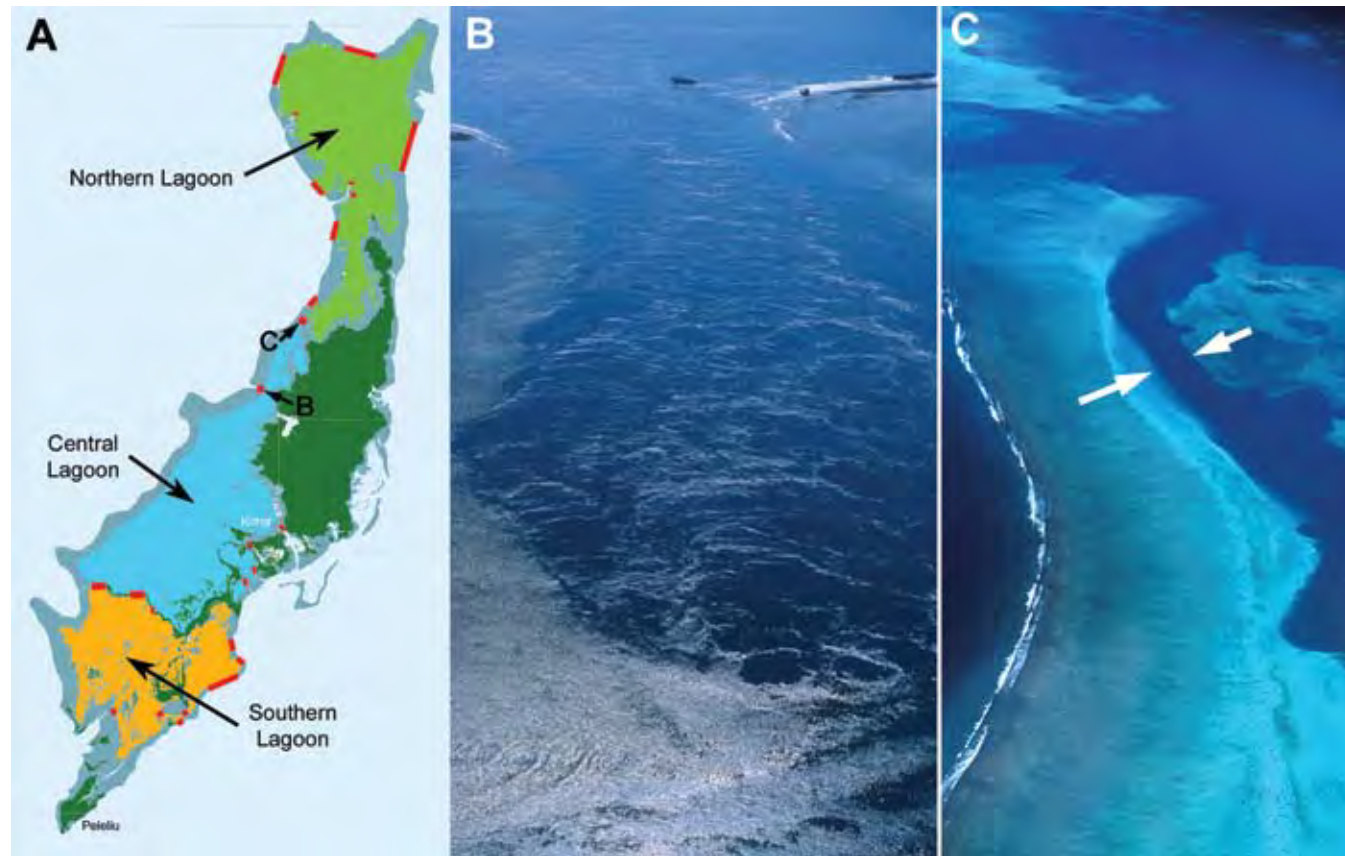 A
B
C
Northern Lagoon
C
B
Central
Lagoon
Koror
Southern
Lagoon
Peleliu